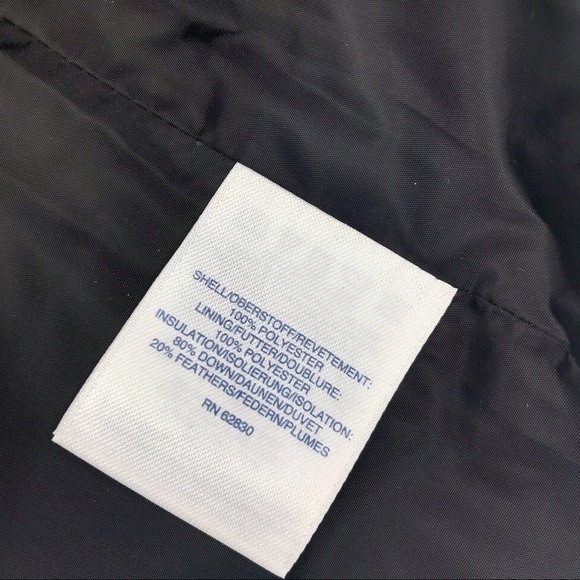 SHELL/OBERSTOFF/REVETEMENT:
100% POLYESTER
LINING/FUTTER/DOUBLURE:
100% POLYESTER
INSULATION/ISOLIERUNG/ISOLATION:
80% DOWN/DAUNEN/DUVET
20% FEATHERS/FEDERN/PLUMES
RN 62830